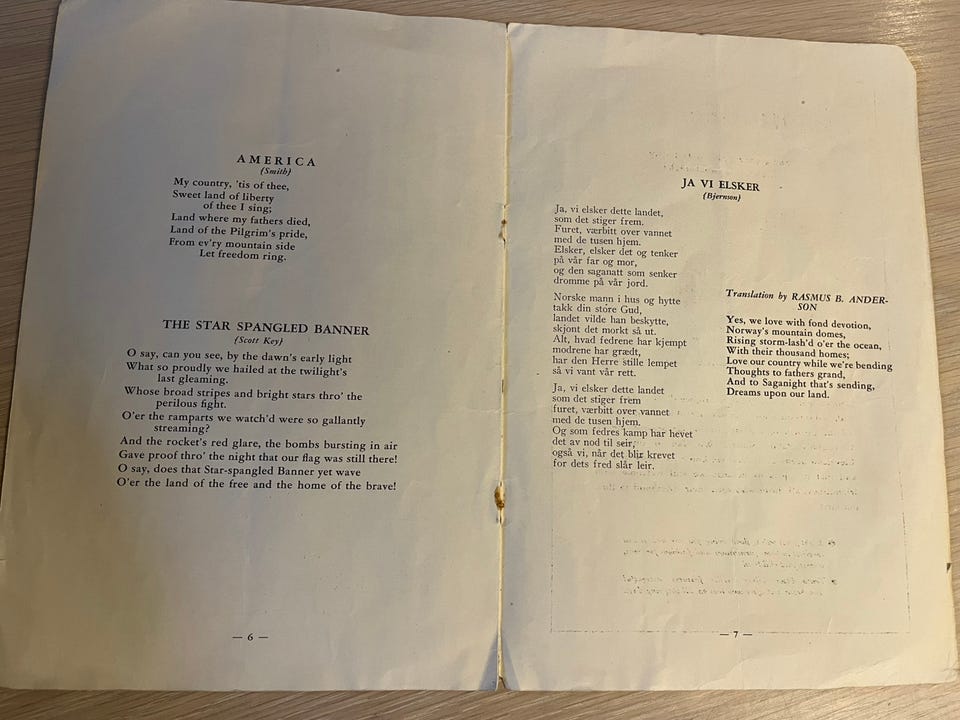 AMERICA
(Smith)
My country, 'tis of thee,
Sweet land of liberty
of thee I sing;
Land where my fathers died,
Land of the Pilgrim's pride,
From ev'ry mountain side
Let freedom ring.
THE STAR SPANGLED BANNER
(Scott Key)
O say, can you see, by the dawn's early light
What so proudly we hailed at the twilight's
last gleaming.
Whose broad stripes and bright stars thro' the
perilous fight.
O'er the ramparts we watch'd were so gallantly
streaming?
And the rocket's red glare, the bombs bursting in air
Gave proof thro' the night that our flag was still there!
O say, does that Star-spangled Banner yet wave
O'er the land of the free and the home of the brave!
— 6 —
JA VI ELSKER
(Bjernson)
Ja, vi elsker dette landet,
som det stiger frem.
Furet, værbitt over vannet
med de tusen hjem.
Elsker, elsker det og tenker
på vår far og mor,
og den saganatt som senker
dromme på vår jord.
Norske mann i hus og hytte
takk din store Gud,
landet vilde han beskytte,
skjont det morkt så ut.
Alt, hvad fedrene har kjempt
modrene har grædt,
har den Herre stille lempet
så vi vant vår rett.
Ja, vi elsker dette landet
som det stiger frem
furet, værbitt over vannet
med de tusen hjem.
Og som fedres kamp har hevet
det av nod til seir,
også vi, når det blir krevet
for dets fred slår leir.
Translation by RASMUS B. ANDER-
SON
Yes, we love with fond devotion,
Norway's mountain domes,
Rising storm-lash'd o'er the ocean,
With their thousand homes;
Love our country while we're bending
Thoughts to fathers grand,
And to Saganight that's sending,
Dreams upon our land.
— 7 —